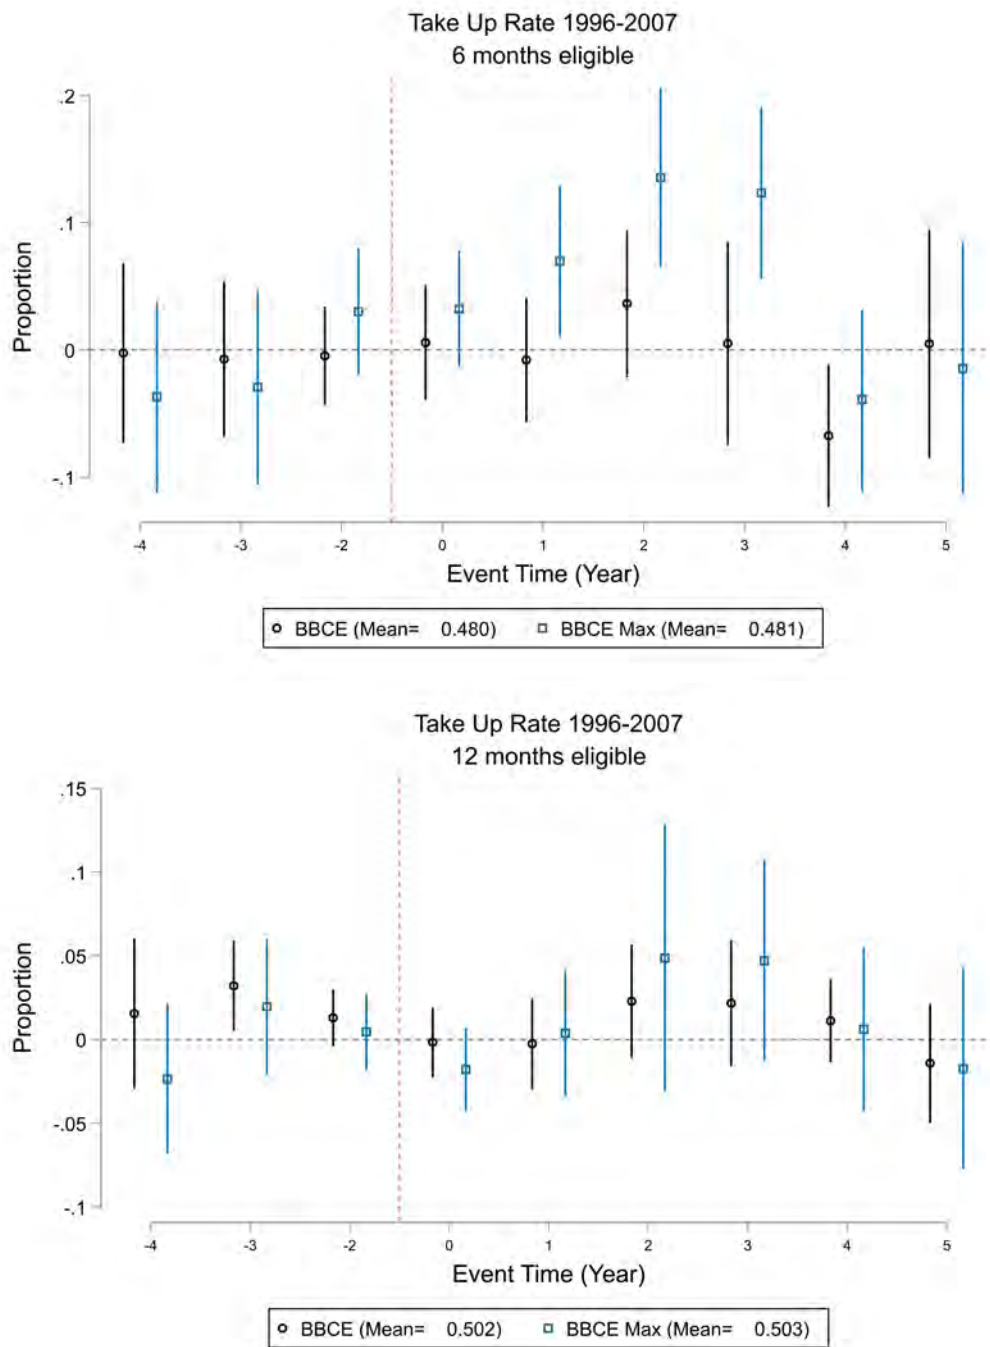 Take Up Rate 1996-2007
6 months eligible
.2
.1
0
-.1
Proportion
-4 -3 -2 0 1 2 3 4 5
Event Time (Year)
BBCE (Mean= 0.480) BBCE Max (Mean= 0.481)
Take Up Rate 1996-2007
12 months eligible
.15
.1
.05
0
-.05
-.1
Proportion
-4 -3 -2 0 1 2 3 4 5
Event Time (Year)
BBCE (Mean= 0.502) BBCE Max (Mean= 0.503)